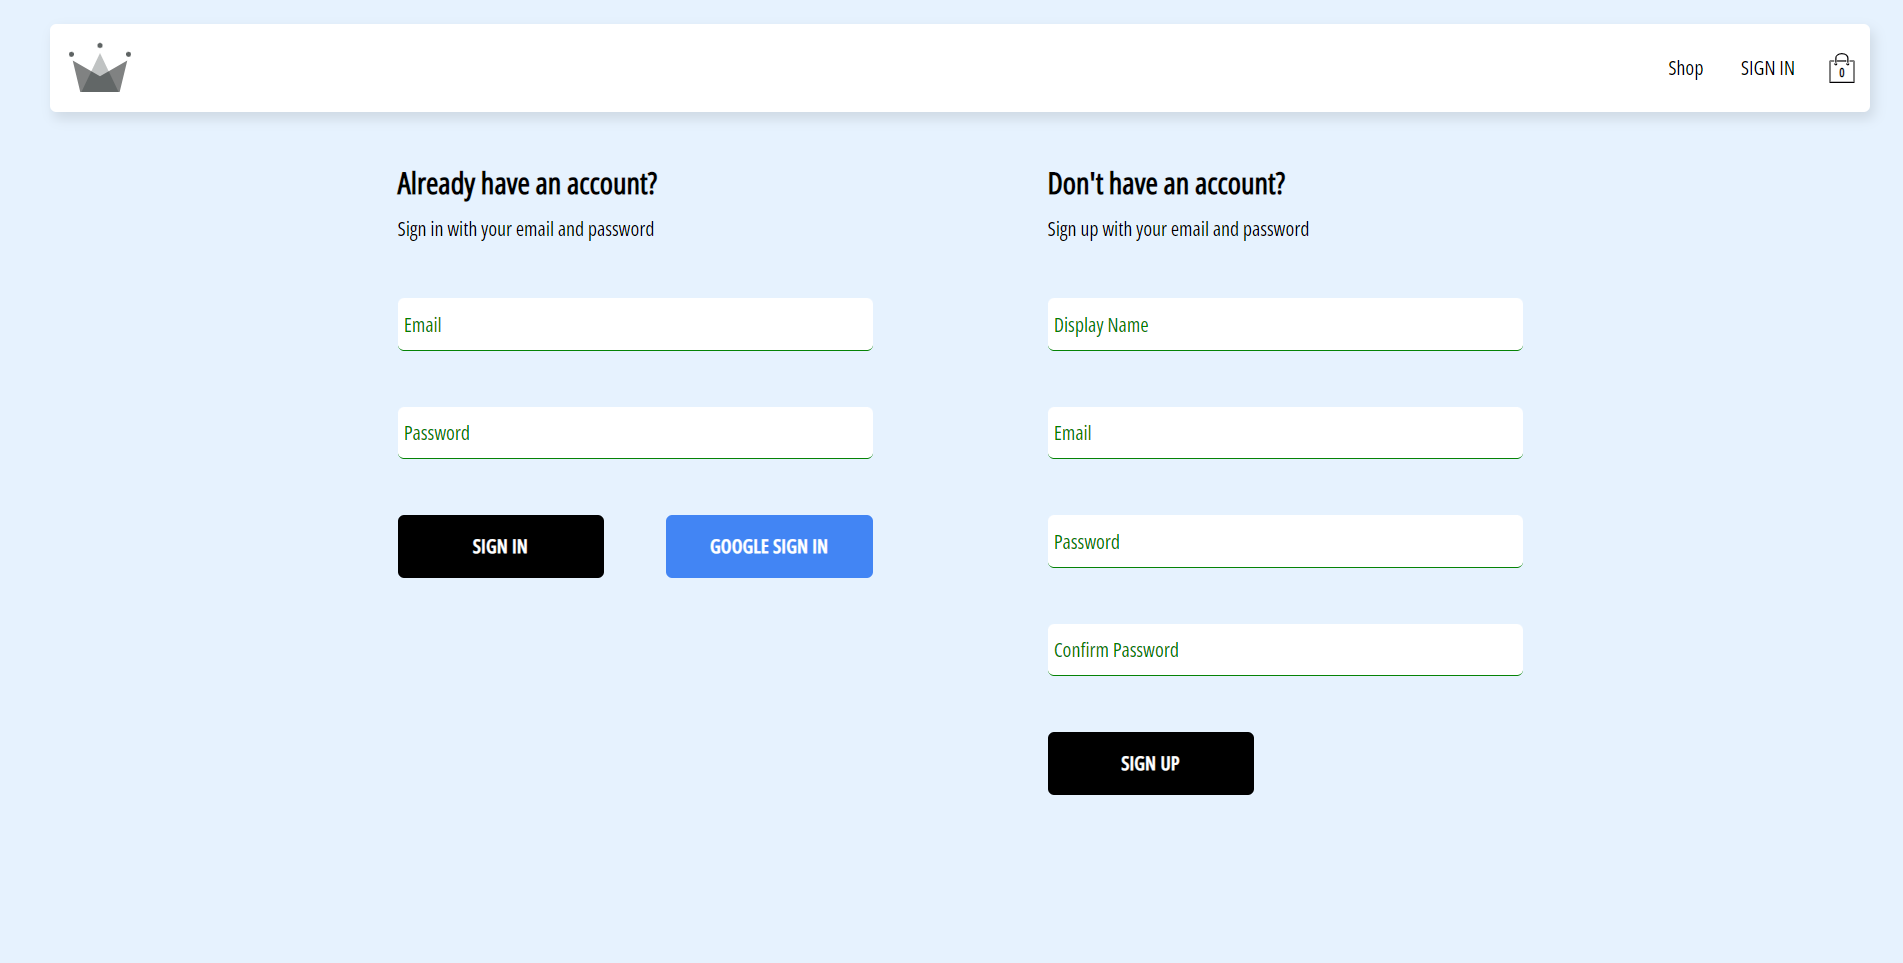 Shop
SIGN IN
0
Already have an account?
Sign in with your email and password
Email
Password
SIGN IN
GOOGLE SIGN IN
Don't have an account?
Sign up with your email and password
Display Name
Email
Password
Confirm Password
SIGN UP